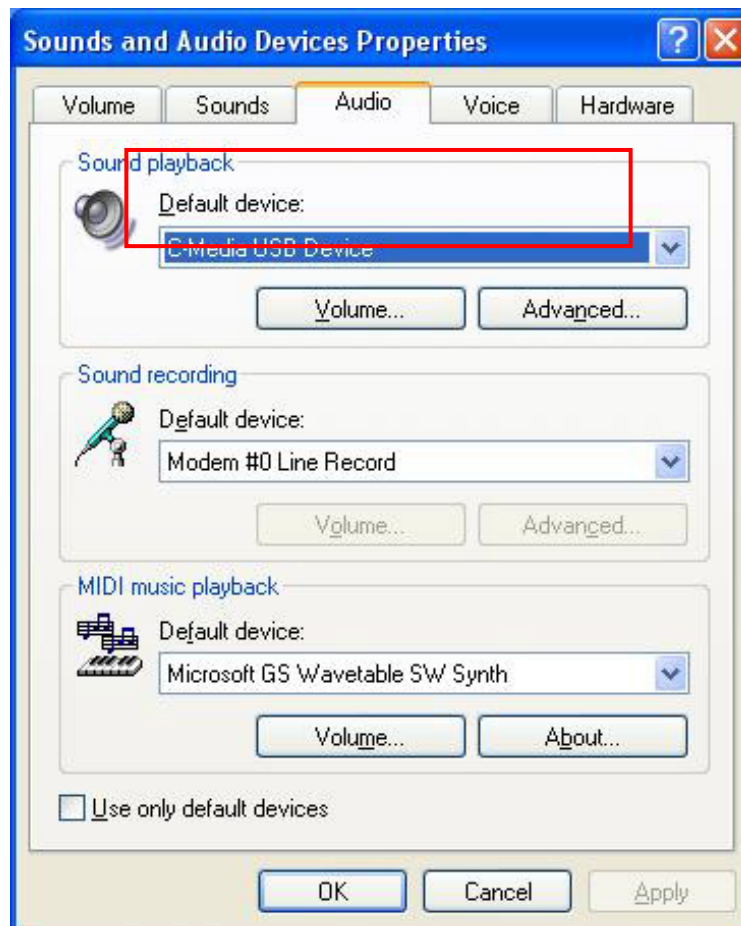 Sounds and Audio Devices Properties
Volume Sounds Audio Voice Hardware
Sound playback
Default device:
C-Media USB Device
Volume... Advanced...
Sound recording
Default device:
Modem #0 Line Record
Volume... Advanced...
MIDI music playback
Default device:
Microsoft GS Wavetable SW Synth
Volume... About...
Use only default devices
OK Cancel Apply